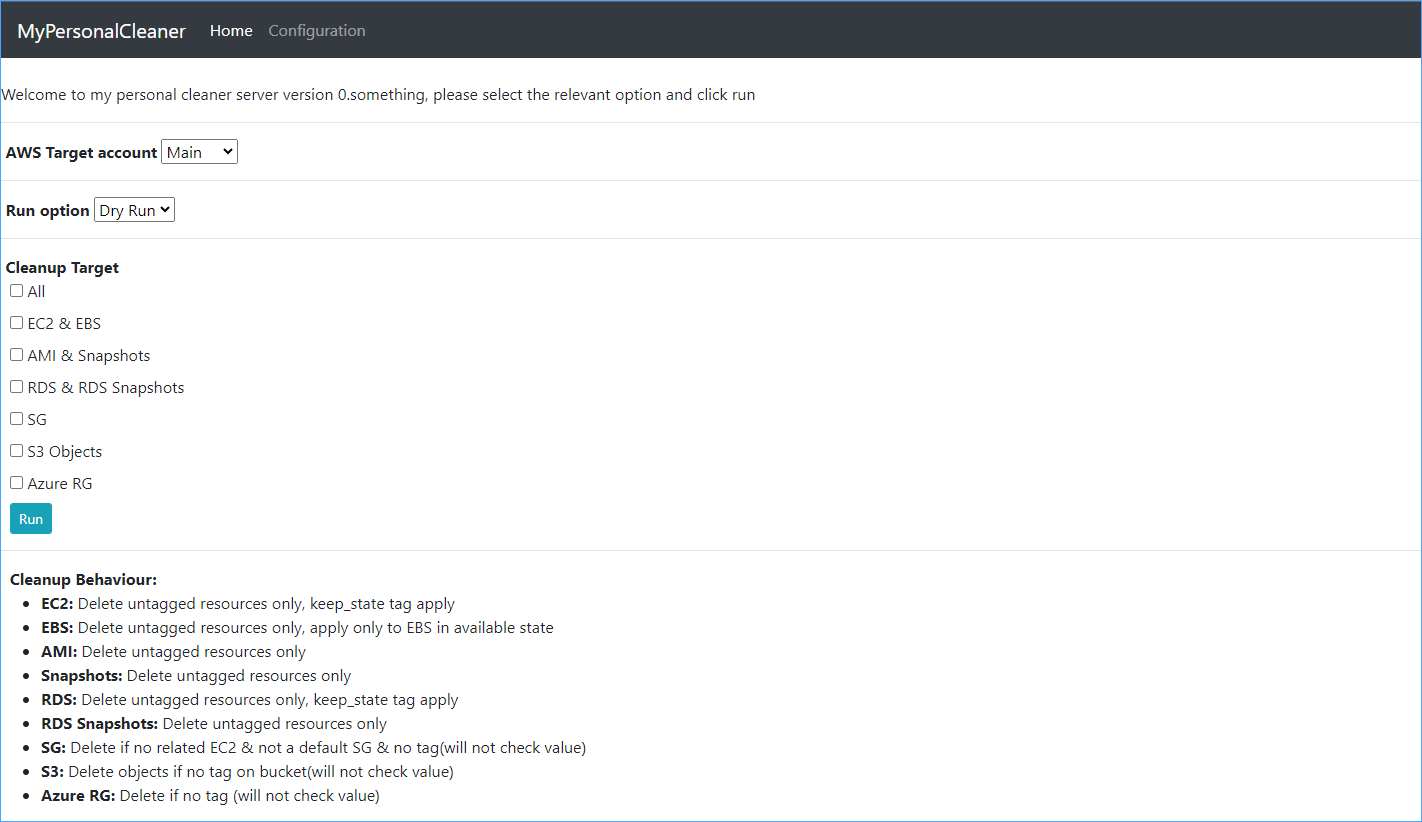 MyPersonalCleaner Home Configuration
Welcome to my personal cleaner server version 0.something, please select the relevant option and click run
AWS Target account Main
Run option Dry Run
Cleanup Target
All
EC2 & EBS
AMI & Snapshots
RDS & RDS Snapshots
SG
S3 Objects
Azure RG
Run
Cleanup Behaviour:
EC2: Delete untagged resources only, keep_state tag apply
EBS: Delete untagged resources only, apply only to EBS in available state
AMI: Delete untagged resources only
Snapshots: Delete untagged resources only
RDS: Delete untagged resources only, keep_state tag apply
RDS Snapshots: Delete untagged resources only
SG: Delete if no related EC2 & not a default SG & no tag(will not check value)
S3: Delete objects if no tag on bucket(will not check value)
Azure RG: Delete if no tag (will not check value)